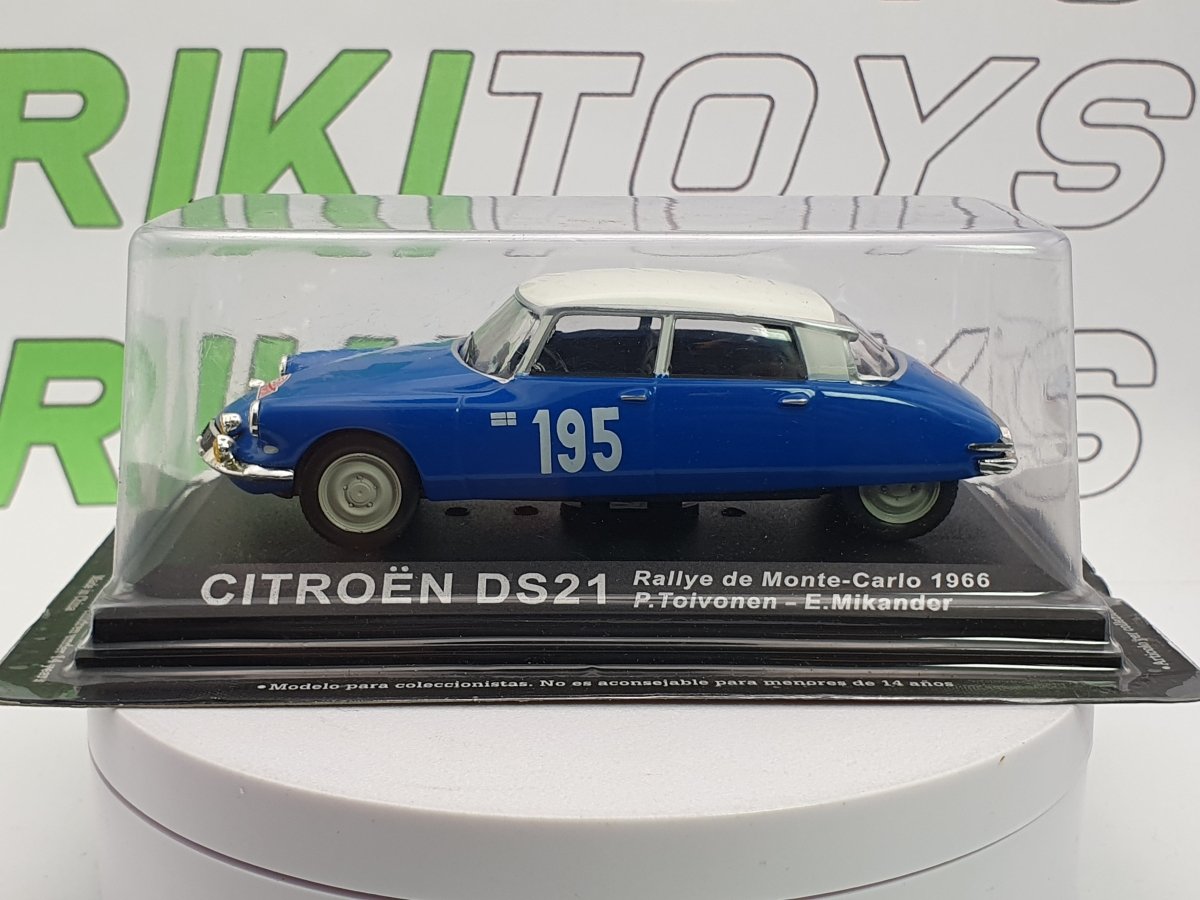 RIKITOYS
RIKITOYS
195
CITROËN DS21
Rallye de Monte-Carlo 1966
P.Toivonen – E.Mikander
• Modelo para coleccionistas. No es aconsejable para menores de 14 años